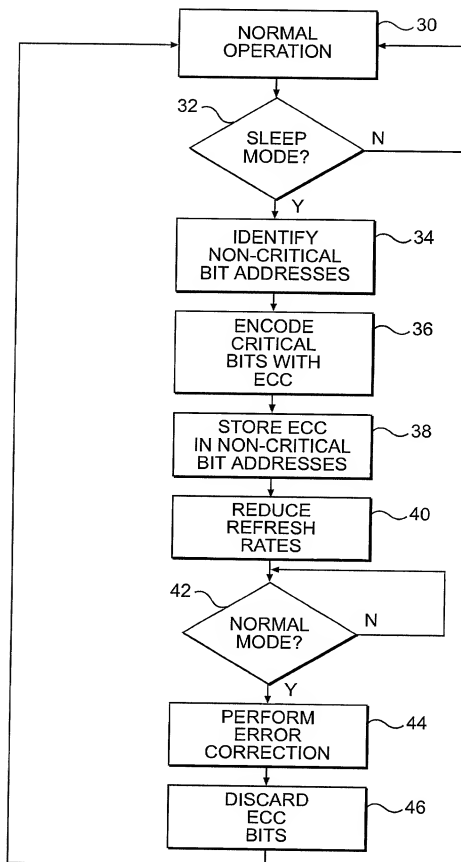 NORMAL
OPERATION
30
32
SLEEP
MODE?
N
Y
IDENTIFY
NON-CRITICAL
BIT ADDRESSES
34
ENCODE
CRITICAL
BITS WITH
ECC
36
STORE ECC
IN NON-CRITICAL
BIT ADDRESSES
38
REDUCE
REFRESH
RATES
40
42
NORMAL
MODE?
N
Y
PERFORM
ERROR
CORRECTION
44
DISCARD
ECC
BITS
46